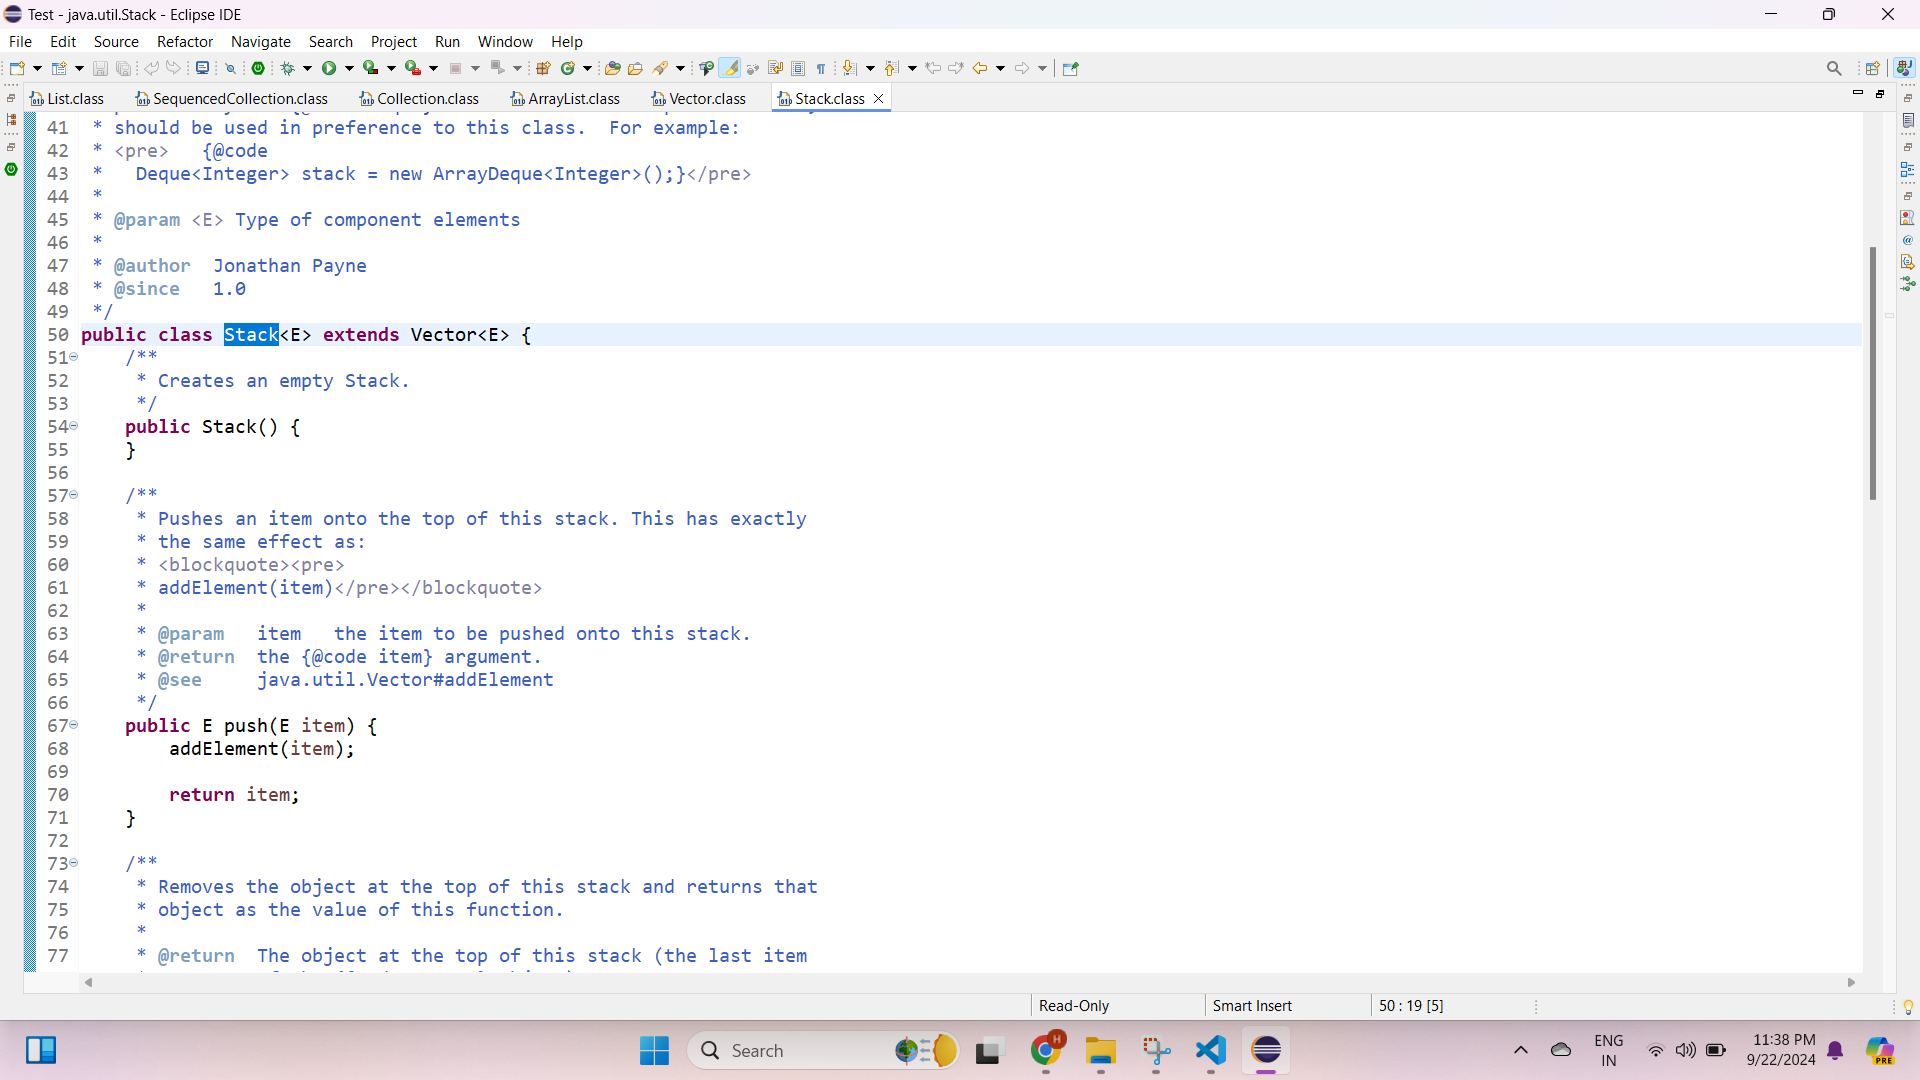 Test - java.util.Stack - Eclipse IDE
File Edit Source Refactor Navigate Search Project Run Window Help
List.class SequencedCollection.class Collection.class ArrayList.class Vector.class Stack.class
41 * should be used in preference to this class.  For example:
42 * <pre>   {@code
43 *   Deque<Integer> stack = new ArrayDeque<Integer>();}</pre>
44 *
45 * @param <E> Type of component elements
46 *
47 * @author  Jonathan Payne
48 * @since   1.0
49 */
50 public class Stack<E> extends Vector<E> {
51     /**
52      * Creates an empty Stack.
53      */
54     public Stack() {
55     }
56
57     /**
58      * Pushes an item onto the top of this stack. This has exactly
59      * the same effect as:
60      * <blockquote><pre>
61      * addElement(item)</pre></blockquote>
62      *
63      * @param   item   the item to be pushed onto this stack.
64      * @return  the {@code item} argument.
65      * @see     java.util.Vector#addElement
66      */
67     public E push(E item) {
68         addElement(item);
69
70         return item;
71     }
72
73     /**
74      * Removes the object at the top of this stack and returns that
75      * object as the value of this function.
76      *
77      * @return  The object at the top of this stack (the last item
Read-Only Smart Insert 50 : 19 [5]
Search
H
ENG
IN
11:38 PM
9/22/2024
PRE